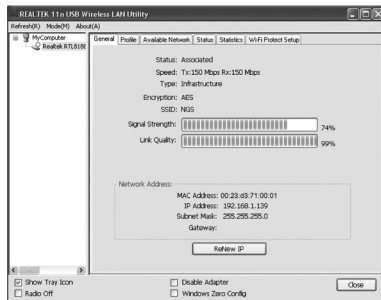 REALTEK 11n USB Wireless LAN Utility
Refresh(R) Mode(M) About(A)
MyComputer
Realtek RTL8188
General Profile Available Network Status Statistics Wi-Fi Protect Setup
Status: Associated
Speed: Tx:150 Mbps Rx:150 Mbps
Type: Infrastructure
Encryption: AES
SSID: NGS
Signal Strength: 74%
Link Quality: 99%
Network Address:
MAC Address: 00:23:d3:71:00:01
IP Address: 192.168.1.139
Subnet Mask: 255.255.255.0
Gateway:
ReNew IP
Show Tray Icon Disable Adapter
Radio Off Windows Zero Config
Close